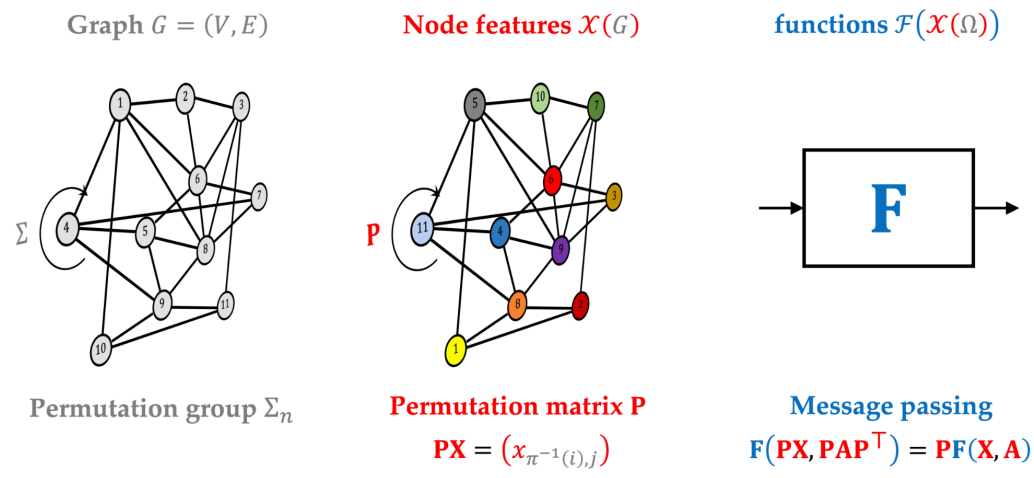 Graph G = (V, E)
Node features 𝒳(G)
functions ℱ(𝒳(Ω))
1
2
3
6
7
Σ
4
5
8
9
11
10
5
10
7
6
3
P
11
4
9
8
2
1
F
Permutation group Σₙ
Permutation matrix P
PX = (x_{π⁻¹(i),j})
Message passing
F(PX, PAP⊤) = PF(X, A)